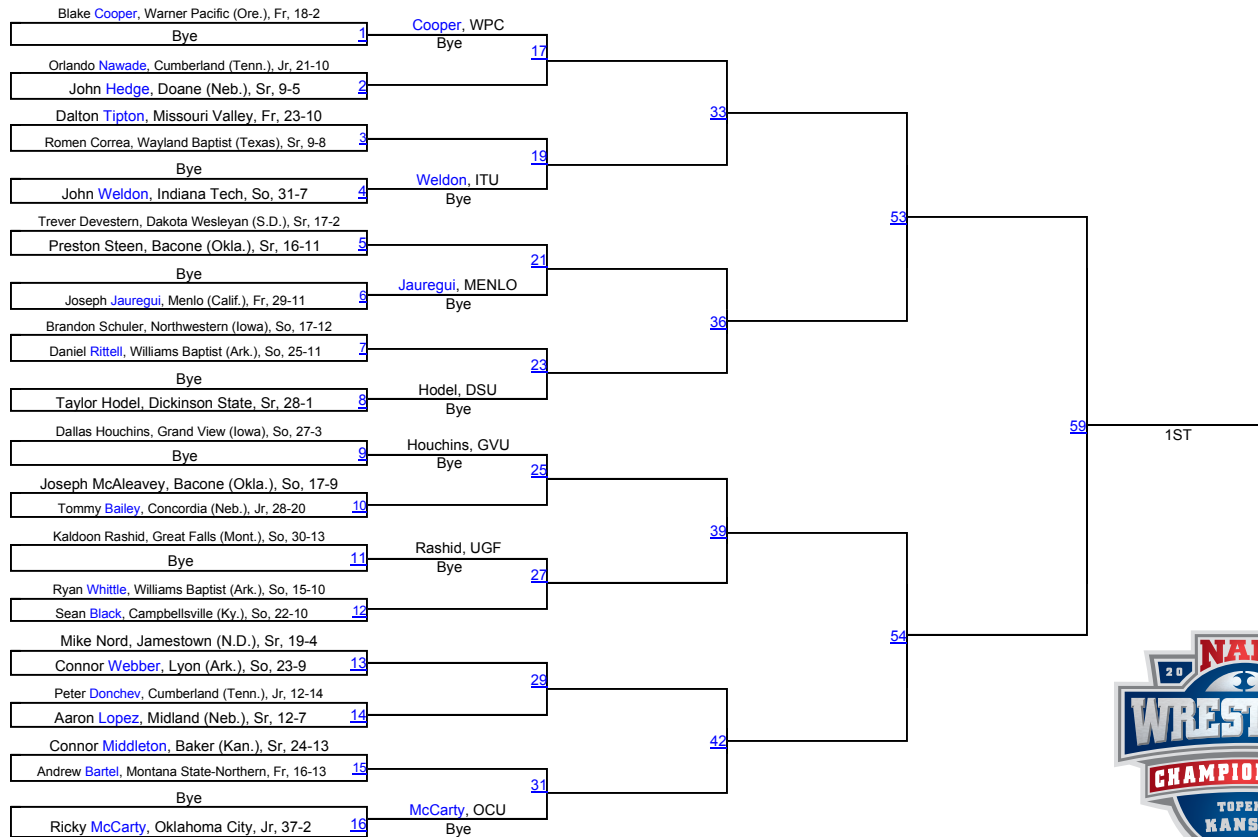 Blake Cooper, Warner Pacific (Ore.), Fr, 18-2
Bye
1
Cooper, WPC
Bye
17
Orlando Nawade, Cumberland (Tenn.), Jr, 21-10
John Hedge, Doane (Neb.), Sr, 9-5
2
33
Dalton Tipton, Missouri Valley, Fr, 23-10
Romen Correa, Wayland Baptist (Texas), Sr, 9-8
3
19
Bye
John Weldon, Indiana Tech, So, 31-7
4
Weldon, ITU
Bye
53
Trever Devestern, Dakota Wesleyan (S.D.), Sr, 17-2
Preston Steen, Bacone (Okla.), Sr, 16-11
5
21
Bye
Joseph Jauregui, Menlo (Calif.), Fr, 29-11
6
Jauregui, MENLO
Bye
36
Brandon Schuler, Northwestern (Iowa), So, 17-12
Daniel Rittell, Williams Baptist (Ark.), So, 25-11
7
23
Bye
Taylor Hodel, Dickinson State, Sr, 28-1
8
Hodel, DSU
Bye
59
1ST
Dallas Houchins, Grand View (Iowa), So, 27-3
Bye
9
Houchins, GVU
Bye
25
Joseph McAleavey, Bacone (Okla.), So, 17-9
Tommy Bailey, Concordia (Neb.), Jr, 28-20
10
39
Kaldoon Rashid, Great Falls (Mont.), So, 30-13
Bye
11
Rashid, UGF
Bye
27
Ryan Whittle, Williams Baptist (Ark.), So, 15-10
Sean Black, Campbellsville (Ky.), So, 22-10
12
54
Mike Nord, Jamestown (N.D.), Sr, 19-4
Connor Webber, Lyon (Ark.), So, 23-9
13
29
Peter Donchev, Cumberland (Tenn.), Jr, 12-14
Aaron Lopez, Midland (Neb.), Sr, 12-7
14
42
Connor Middleton, Baker (Kan.), Sr, 24-13
Andrew Bartel, Montana State-Northern, Fr, 16-13
15
31
Bye
Ricky McCarty, Oklahoma City, Jr, 37-2
16
McCarty, OCU
Bye
20